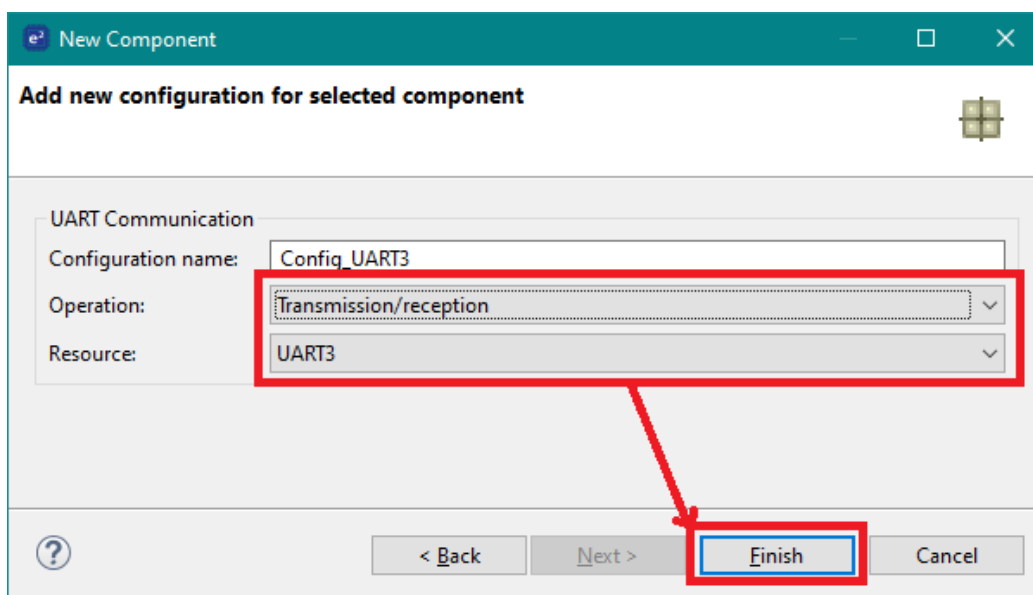 e² New Component
Add new configuration for selected component
UART Communication
Configuration name: Config_UART3
Operation: Transmission/reception
Resource: UART3
? < Back Next > Finish Cancel